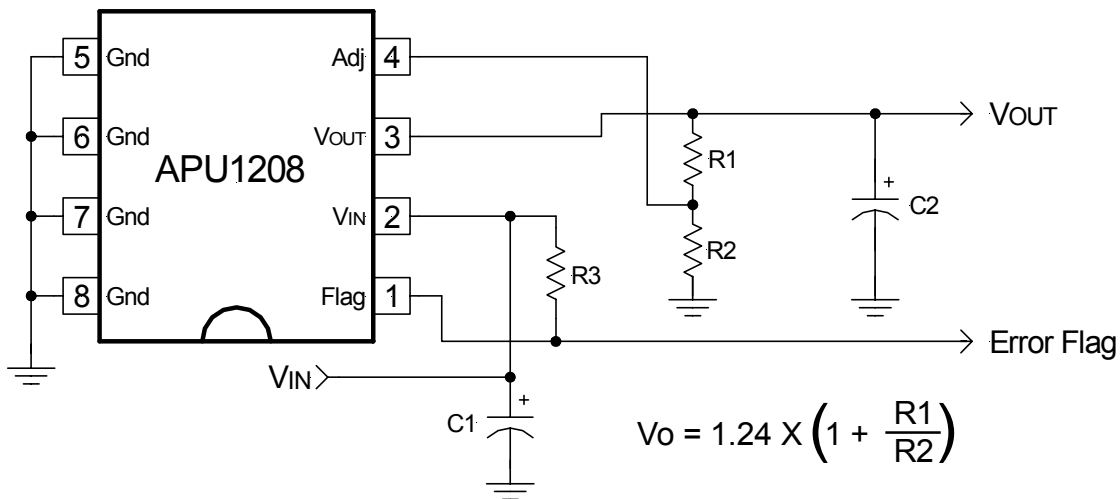 5 Gnd Adj 4
VOUT
6 Gnd VOUT 3
R1
APU1208
+
C2
7 Gnd VIN 2
R2
R3
8 Gnd Flag 1
Error Flag
VIN
+
C1
Vo = 1.24 X (1 + R1/R2)